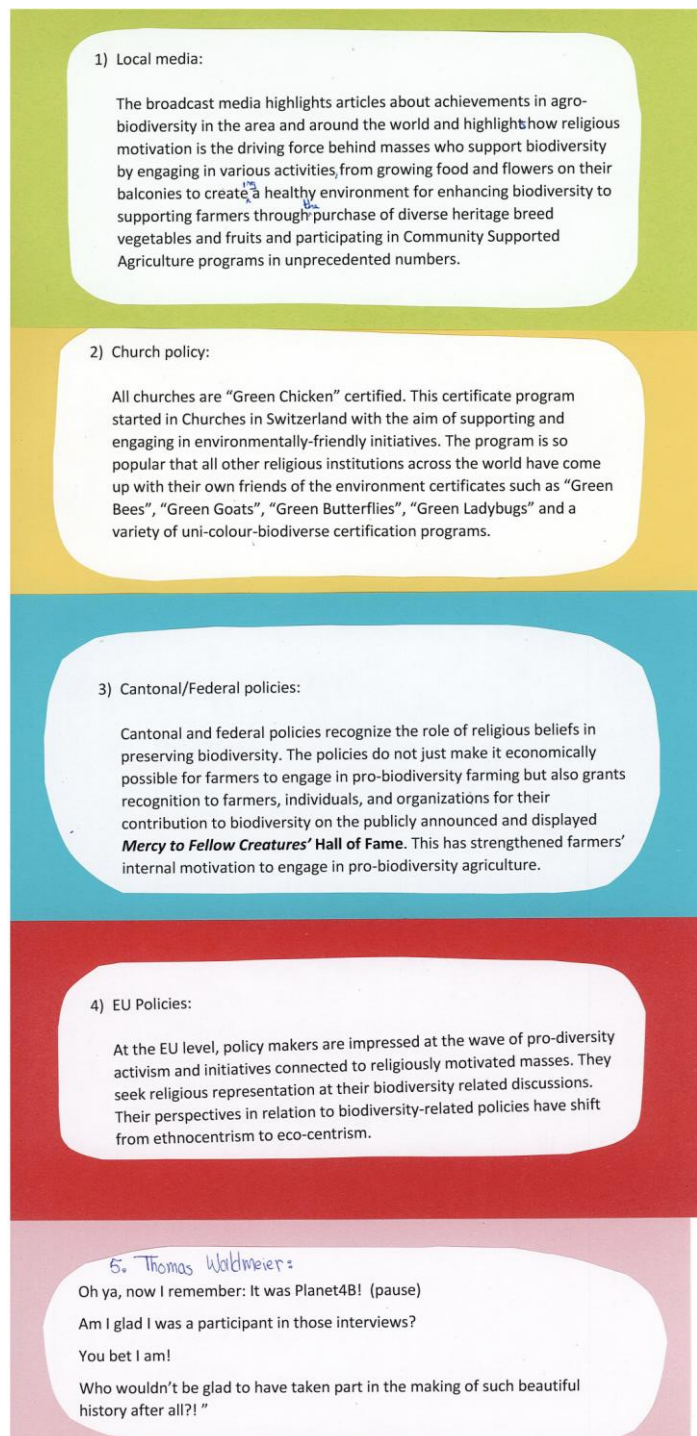 1) Local media:
The broadcast media highlights articles about achievements in agro-
biodiversity in the area and around the world and highlights how religious
motivation is the driving force behind masses who support biodiversity
by engaging in various activities, from growing food and flowers on their
ing
balconies to create a healthy environment for enhancing biodiversity to
the
supporting farmers through purchase of diverse heritage breed
vegetables and fruits and participating in Community Supported
Agriculture programs in unprecedented numbers.
2) Church policy:
All churches are “Green Chicken” certified. This certificate program
started in Churches in Switzerland with the aim of supporting and
engaging in environmentally-friendly initiatives. The program is so
popular that all other religious institutions across the world have come
up with their own friends of the environment certificates such as “Green
Bees”, “Green Goats”, “Green Butterflies”, “Green Ladybugs” and a
variety of uni-colour-biodiverse certification programs.
3) Cantonal/Federal policies:
Cantonal and federal policies recognize the role of religious beliefs in
preserving biodiversity. The policies do not just make it economically
possible for farmers to engage in pro-biodiversity farming but also grants
recognition to farmers, individuals, and organizations for their
contribution to biodiversity on the publicly announced and displayed
Mercy to Fellow Creatures’ Hall of Fame. This has strengthened farmers’
internal motivation to engage in pro-biodiversity agriculture.
4) EU Policies:
At the EU level, policy makers are impressed at the wave of pro-diversity
activism and initiatives connected to religiously motivated masses. They
seek religious representation at their biodiversity related discussions.
Their perspectives in relation to biodiversity-related policies have shift
from ethnocentrism to eco-centrism.
5. Thomas Waldmeier:
Oh ya, now I remember: It was Planet4B! (pause)
Am I glad I was a participant in those interviews?
You bet I am!
Who wouldn’t be glad to have taken part in the making of such beautiful
history after all?! ”